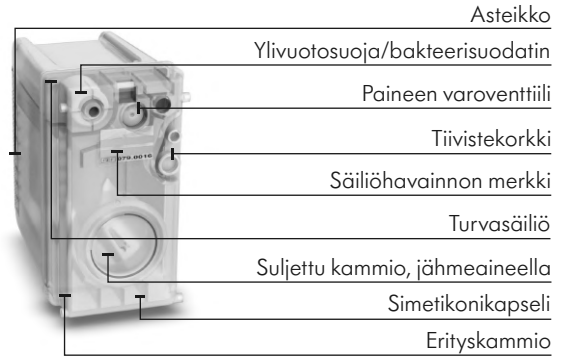 Asteikko
Ylivuotosuoja/bakteerisuodatin
Paineen varoventtiili
Tiivistekorkki
Säiliöhavainnon merkki
Turvasäiliö
Suljettu kammio, jähmeaineella
Simetikonikapseli
Erityskammio